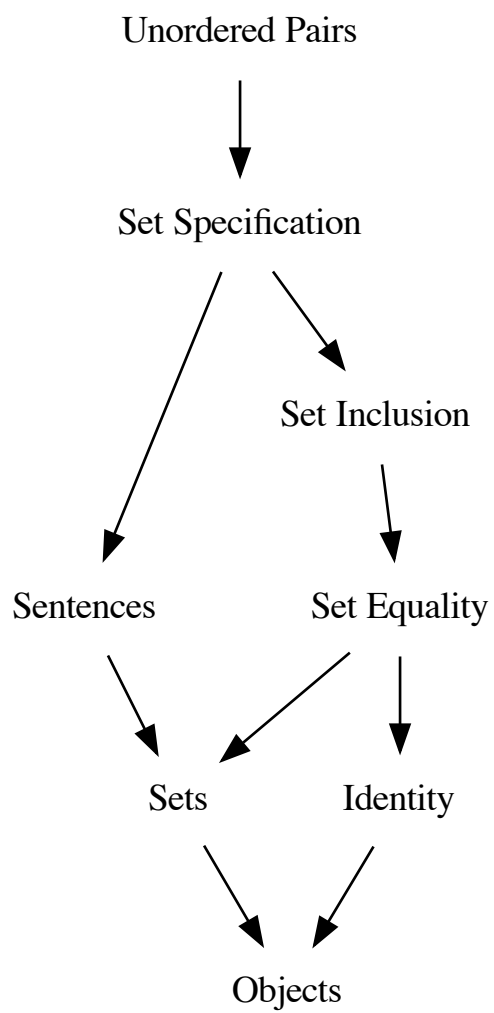 Unordered Pairs
Set Specification
Set Inclusion
Sentences
Set Equality
Sets
Identity
Objects